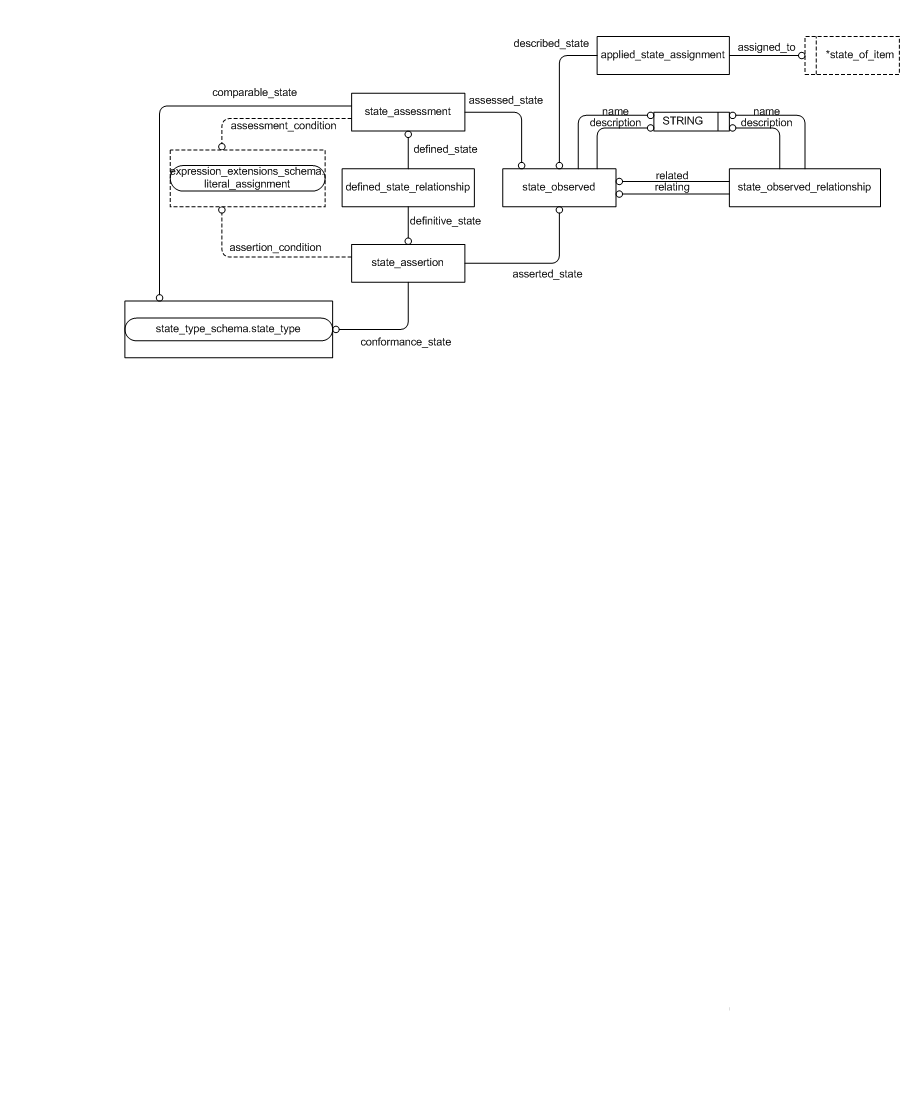 described_state
applied_state_assignment
assigned_to
*state_of_item
comparable_state
state_assessment
assessed_state
assessment_condition
name
description
STRING
name
description
defined_state
expression_extensions_schema.
literal_assignment
defined_state_relationship
state_observed
related
relating
state_observed_relationship
definitive_state
assertion_condition
state_assertion
asserted_state
state_type_schema.state_type
conformance_state